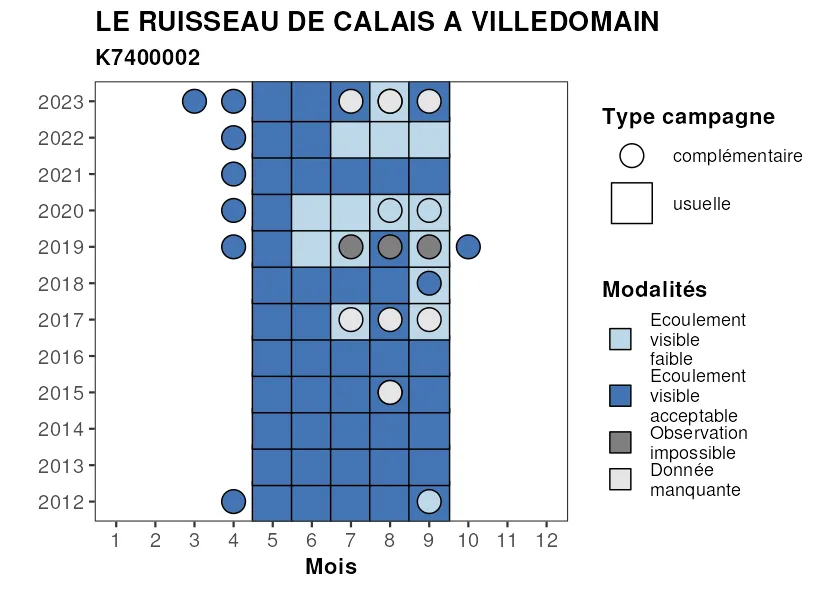 LE RUISSEAU DE CALAIS A VILLEDOMAIN
K7400002
2023
2022
2021
2020
2019
2018
2017
2016
2015
2014
2013
2012
1 2 3 4 5 6 7 8 9 10 11 12
Mois
Type campagne
complémentaire
usuelle
Modalités
Ecoulement
visible
faible
Ecoulement
visible
acceptable
Observation
impossible
Donnée
manquante